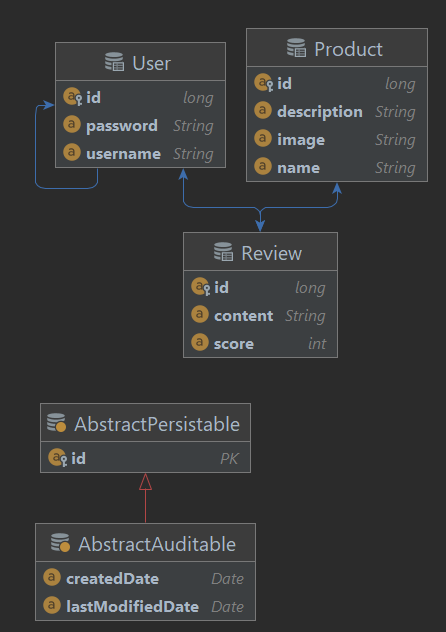 User
id long
password String
username String
Product
id long
description String
image String
name String
Review
id long
content String
score int
AbstractPersistable
id PK
AbstractAuditable
createdDate Date
lastModifiedDate Date